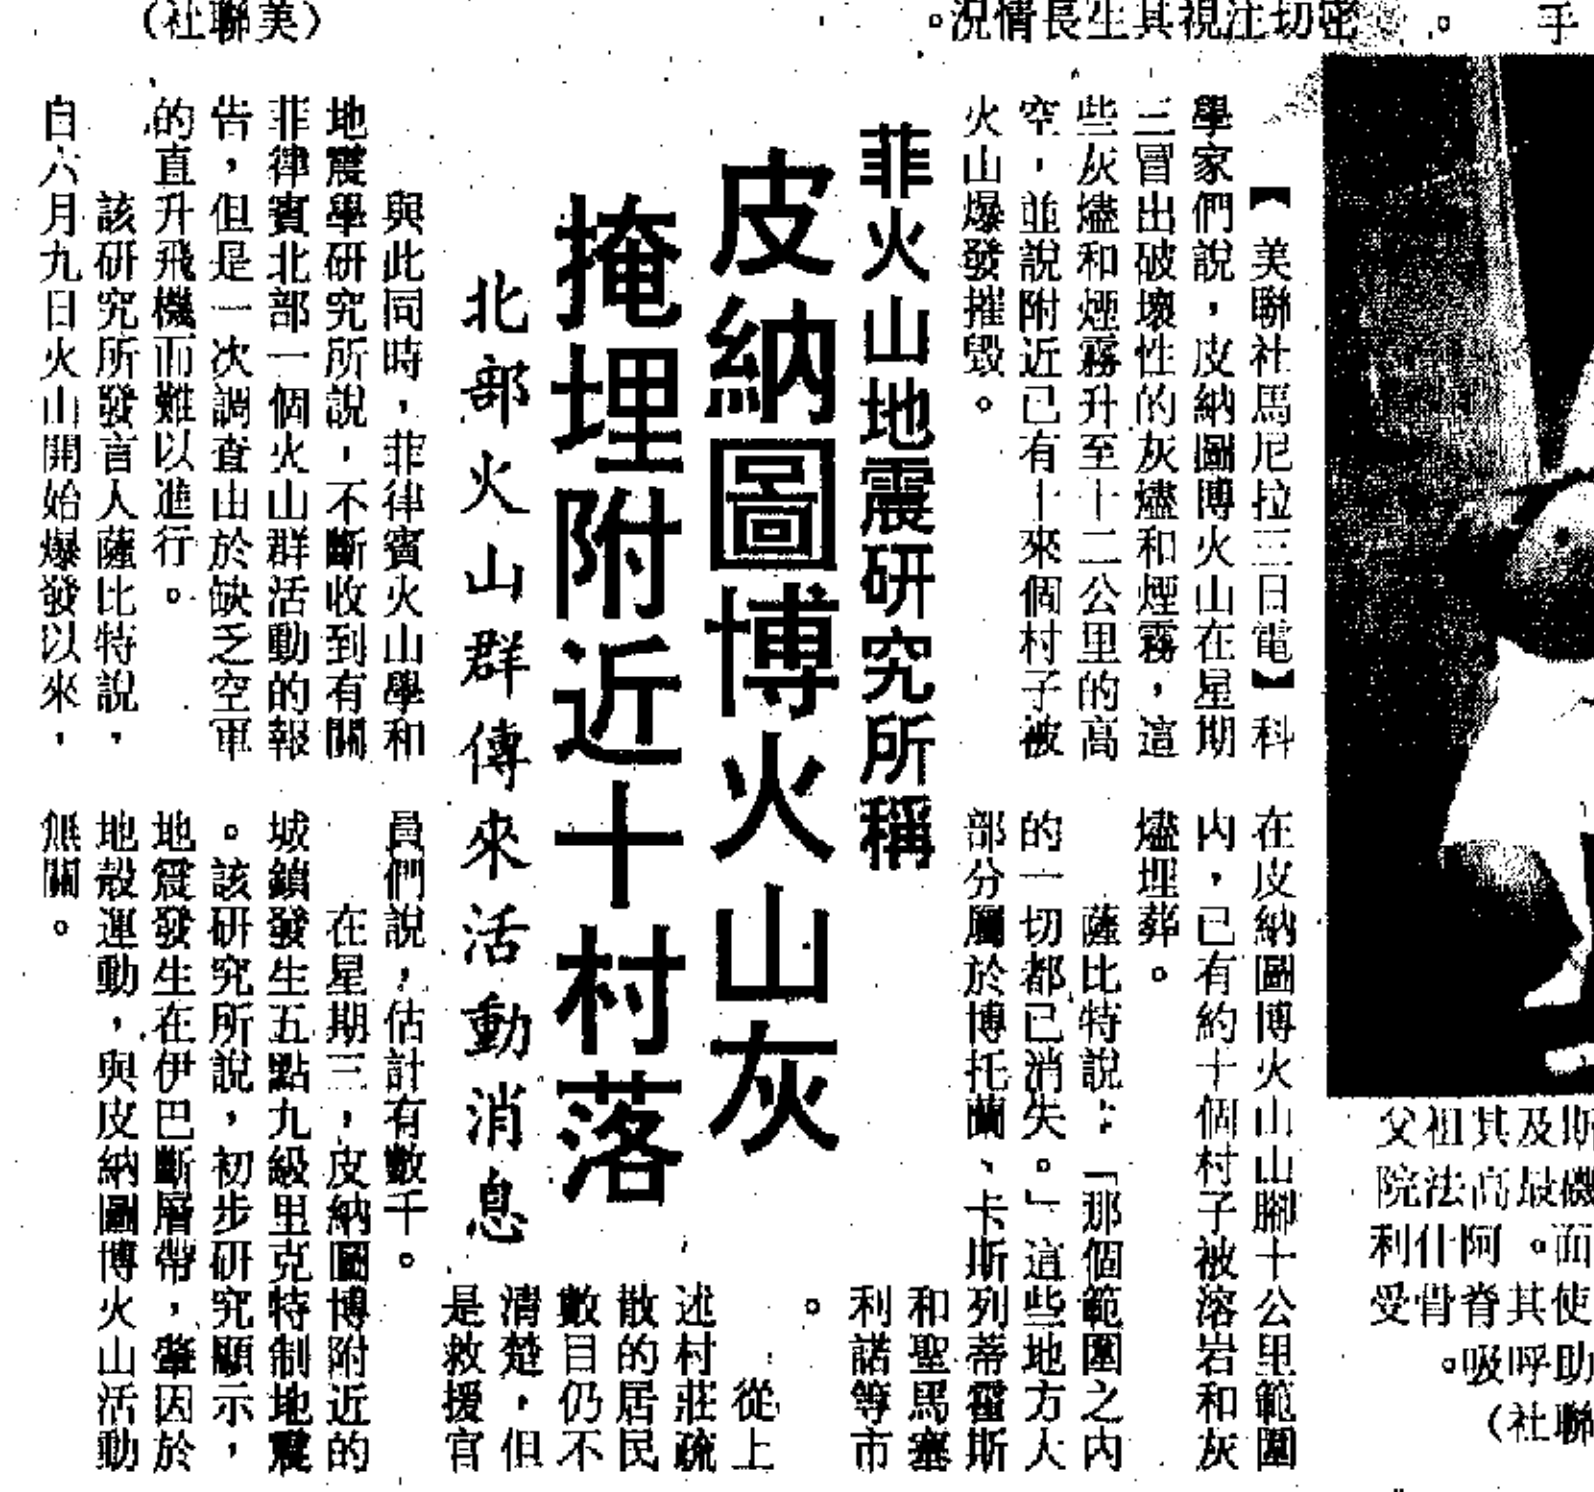 密切注視其生長情況。
（美聯社）
菲火山地震研究所稱
皮納圖博火山灰
掩埋附近十村落
北部火山群傳來活動消息
【美聯社馬尼拉三日電】科
學家們說，皮納圖博火山在星期
三冒出破壞性的灰燼和煙霧，這
些灰燼和煙霧升至十二公里的高
空，並說附近已有十來個村子被
火山爆發摧毀。
與此同時，菲律賓火山學和
地震學研究所說，不斷收到有關
菲律賓北部一個火山群活動的報
告，但是一次調查由於缺乏空軍
的直升飛機而難以進行。
該研究所發言人薩比特說，
自六月九日火山開始爆發以來，
在皮納圖博火山山腳十公里範圍
內，已有約十個村子被溶岩和灰
燼埋葬。
薩比特說：「那個範圍之內
的一切都已消失。」這些地方大
部分屬於博托蘭、卡斯列蒂霍斯
和聖馬塞
利諾等市
。
從上
述村莊疏
散的居民
數目仍不
清楚，但
是救援官
員們說，估計有數千。
在星期三，皮納圖博附近的
城鎮發生五點九級里克特制地震
。該研究所說，初步研究顯示，
地震發生在伊巴斷層帶，肇因於
地殼運動，與皮納圖博火山活動
無關。
手
斯及其祖父
磯最高法院
面。阿什利
使其脊骨受
助呼吸。
聯社）